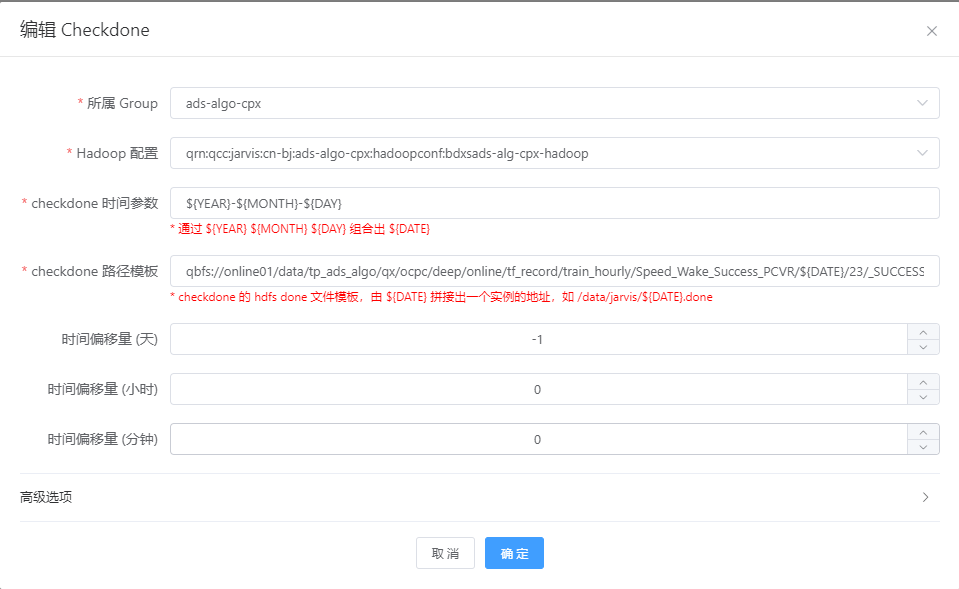 编辑 Checkdone
* 所属 Group
ads-algo-cpx
* Hadoop 配置
qrn:qcc:jarvis:cn-bj:ads-algo-cpx:hadoopconf:bdxsads-alg-cpx-hadoop
* checkdone 时间参数
${YEAR}-${MONTH}-${DAY}
* 通过 ${YEAR} ${MONTH} ${DAY} 组合出 ${DATE}
* checkdone 路径模板
qbfs://online01/data/tp_ads_algo/qx/ocpc/deep/online/tf_record/train_hourly/Speed_Wake_Success_PCVR/${DATE}/23/_SUCCESS
* checkdone 的 hdfs done 文件模板，由 ${DATE} 拼接出一个实例的地址，如 /data/jarvis/${DATE}.done
时间偏移量 (天)
-1
时间偏移量 (小时)
0
时间偏移量 (分钟)
0
高级选项
取消
确定